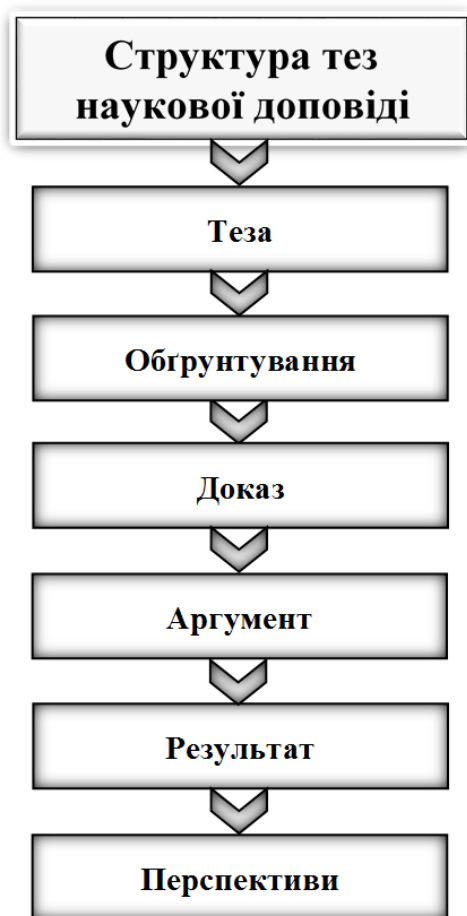 Структура тез
наукової доповіді
Теза
Обґрунтування
Доказ
Аргумент
Результат
Перспективи